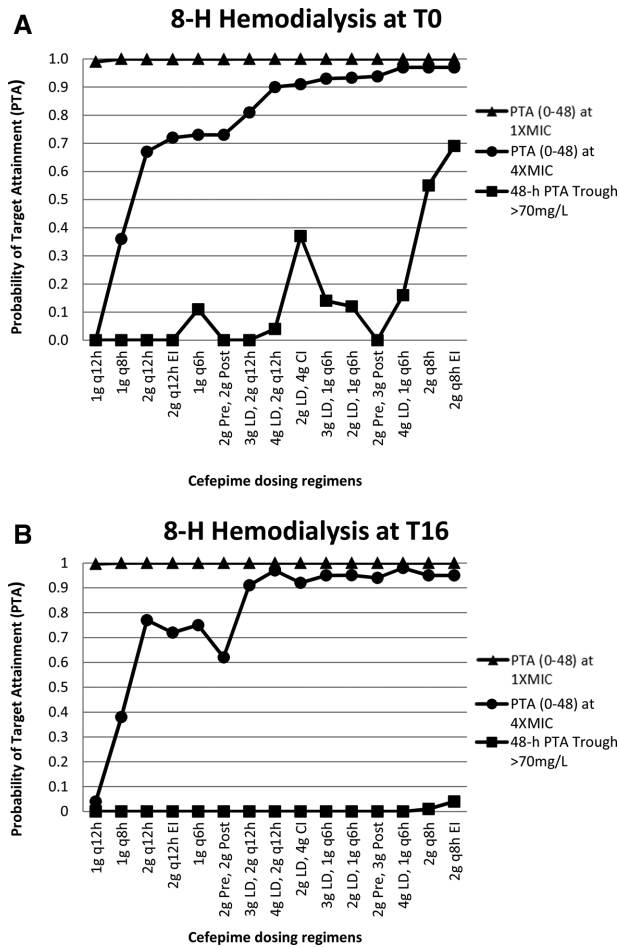 A
8-H Hemodialysis at T0
Probability of Target Attainment (PTA)
1.0
0.9
0.8
0.7
0.6
0.5
0.4
0.3
0.2
0.1
0.0
1g q12h
1g q8h
2g q12h
2g q12h EI
1g q6h
2g Pre, 2g Post
3g LD, 2g q12h
4g LD, 2g q12h
2g LD, 4g CI
3g LD, 1g q6h
2g LD, 1g q6h
2g Pre, 3g Post
4g LD, 1g q6h
2g q8h
2g q8h EI
Cefepime dosing regimens
PTA (0-48) at
1XMIC
PTA (0-48) at
4XMIC
48-h PTA Trough
>70mg/L
B
8-H Hemodialysis at T16
Probability of Target Attainment (PTA)
1
0.9
0.8
0.7
0.6
0.5
0.4
0.3
0.2
0.1
0
1g q12h
1g q8h
2g q12h
2g q12h EI
1g q6h
2g Pre, 2g Post
3g LD, 2g q12h
4g LD, 2g q12h
2g LD, 4g CI
3g LD, 1g q6h
2g LD, 1g q6h
2g Pre, 3g Post
4g LD, 1g q6h
2g q8h
2g q8h EI
Cefepime dosing regimens
PTA (0-48) at
1XMIC
PTA (0-48) at
4XMIC
48-h PTA Trough
>70mg/L